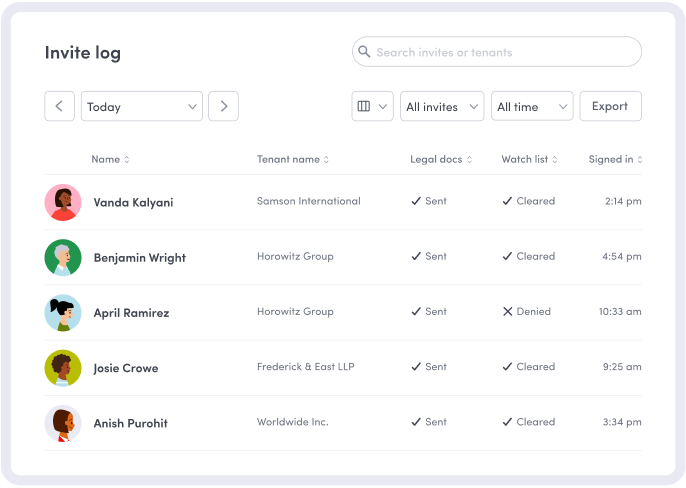 Invite log
Search invites or tenants
Today All invites All time Export
Name Tenant name Legal docs Watch list Signed in
Vanda Kalyani Samson International Sent Cleared 2:14 pm
Benjamin Wright Horowitz Group Sent Cleared 4:54 pm
April Ramirez Horowitz Group Sent Denied 10:33 am
Josie Crowe Frederick & East LLP Sent Cleared 9:25 am
Anish Purohit Worldwide Inc. Sent Cleared 3:34 pm